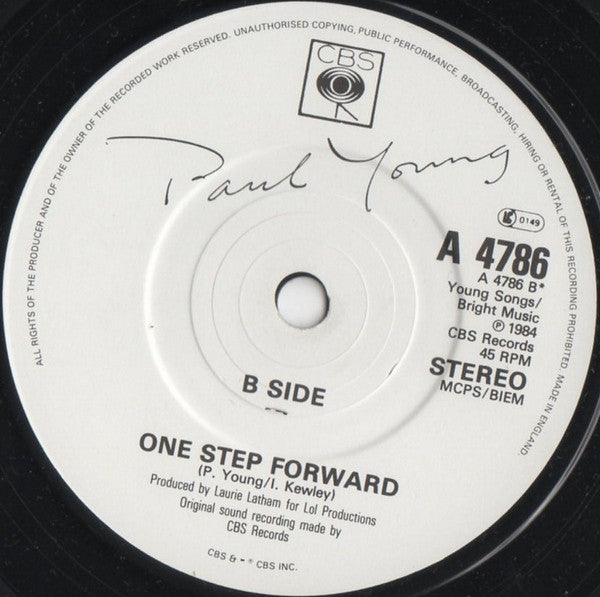 ALL RIGHTS OF THE PRODUCER AND OF THE OWNER OF THE RECORDED WORK RESERVED. UNAUTHORISED COPYING, PUBLIC PERFORMANCE, BROADCASTING, HIRING OR RENTAL OF THIS RECORDING PROHIBITED. MADE IN ENGLAND.
CBS
Paul Young
0149
A 4786
A 4786 B*
Young Songs/
Bright Music
℗ 1984
CBS Records
45 RPM
STEREO
MCPS/BIEM
B SIDE
ONE STEP FORWARD
(P. Young/I. Kewley)
Produced by Laurie Latham for Lol Productions
Original sound recording made by
CBS Records
CBS & - ® CBS INC.